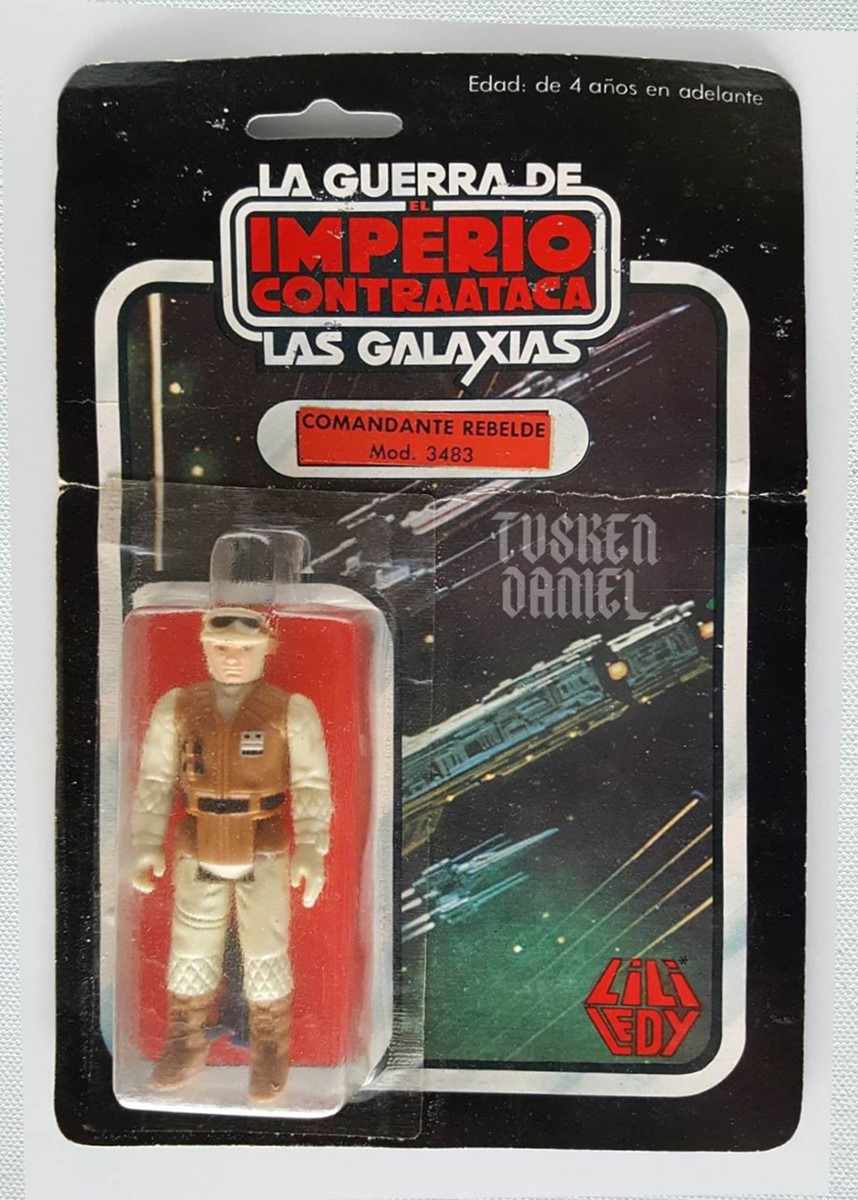 Edad: de 4 años en adelante
LA GUERRA DE
EL
IMPERIO
CONTRAATACA
LAS GALAXIAS
COMANDANTE REBELDE
Mod. 3483
TUSKEN
DANIEL
LILI*
LEDY